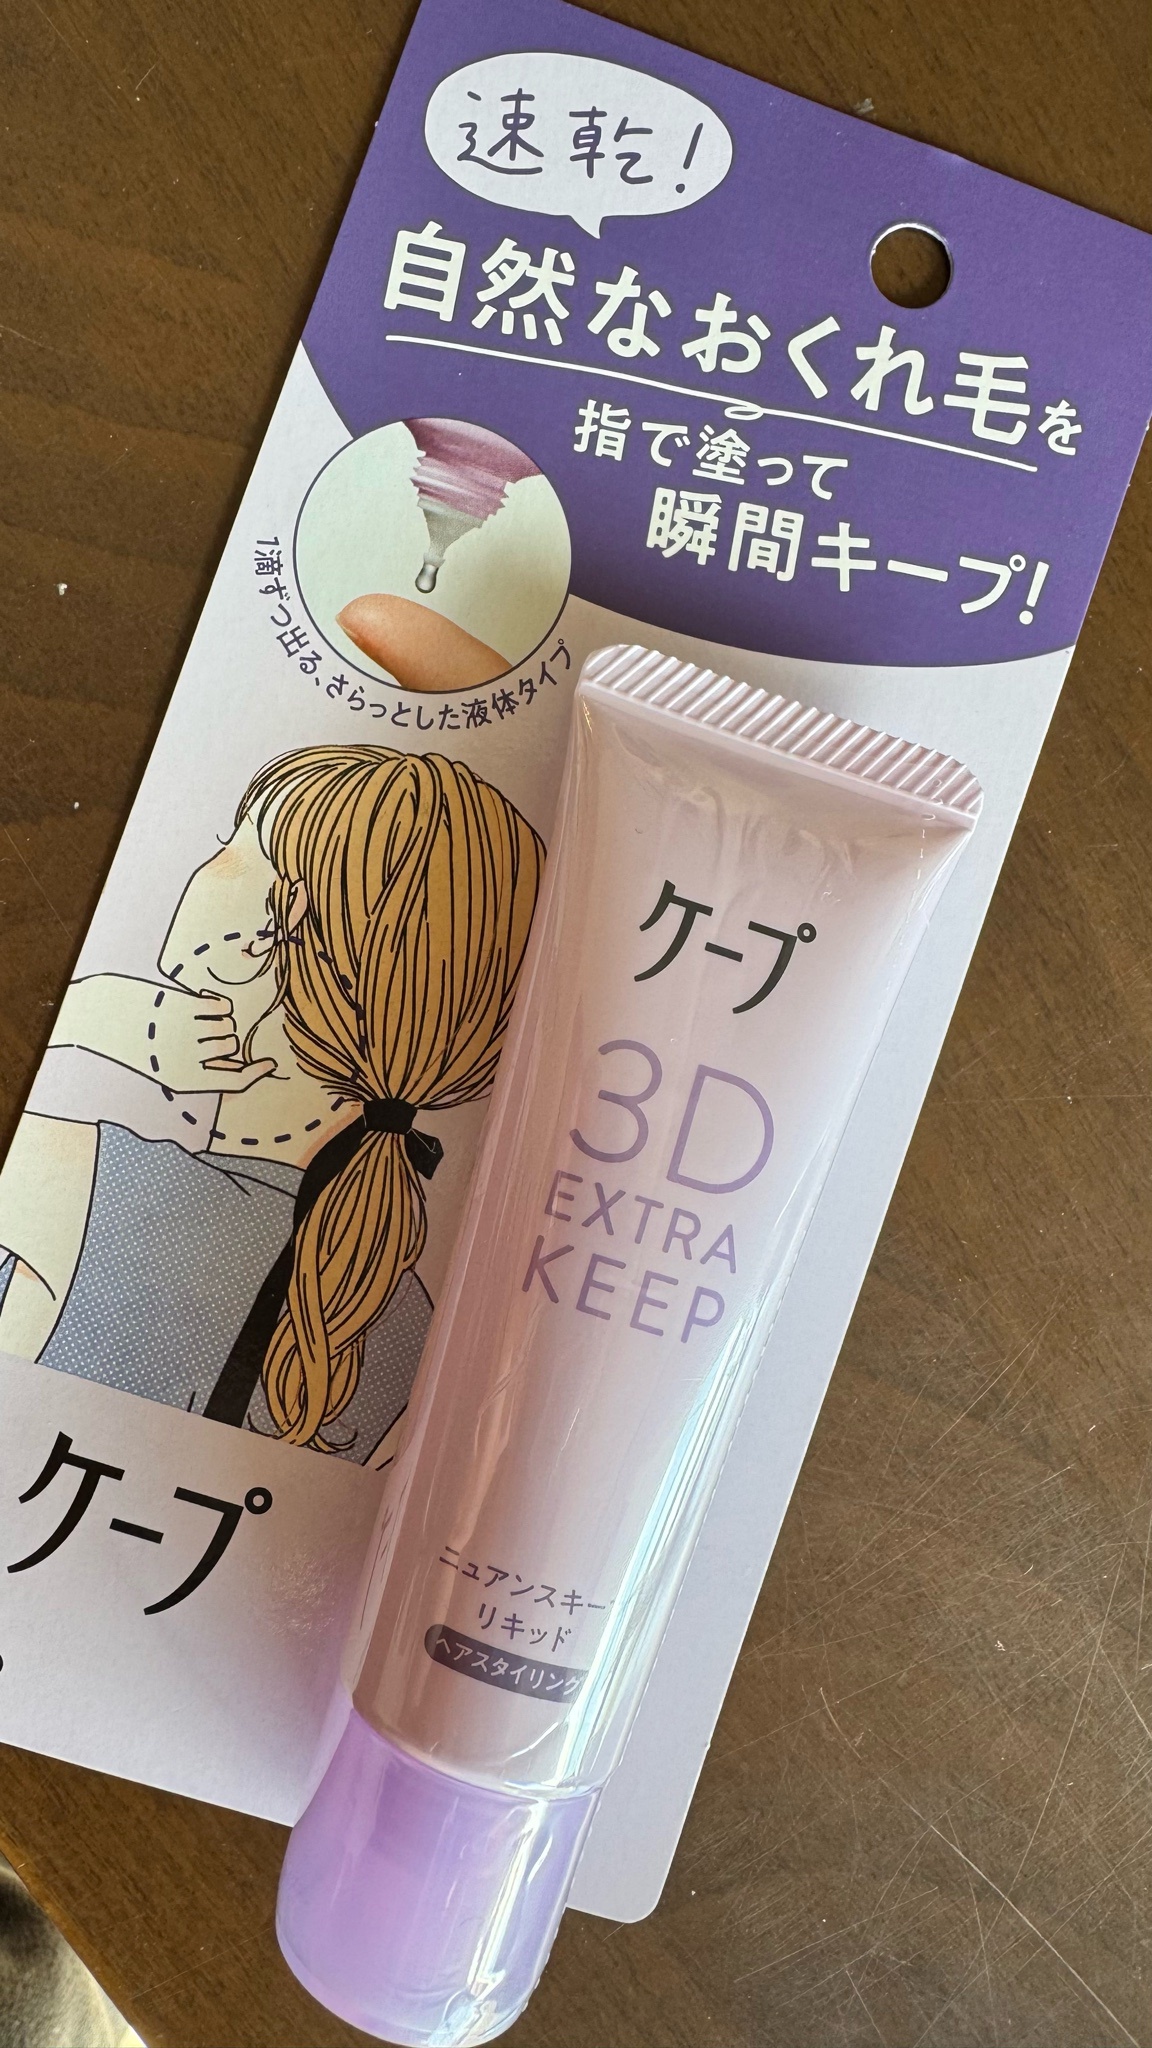 速乾!
自然なおくれ毛を
指で塗って
瞬間キープ!
1滴ずつ出る、さらっとした液体タイプ
ケープ
3D
EXTRA
KEEP
ニュアンスキープ
リキッド
ヘアスタイリング
ケープ